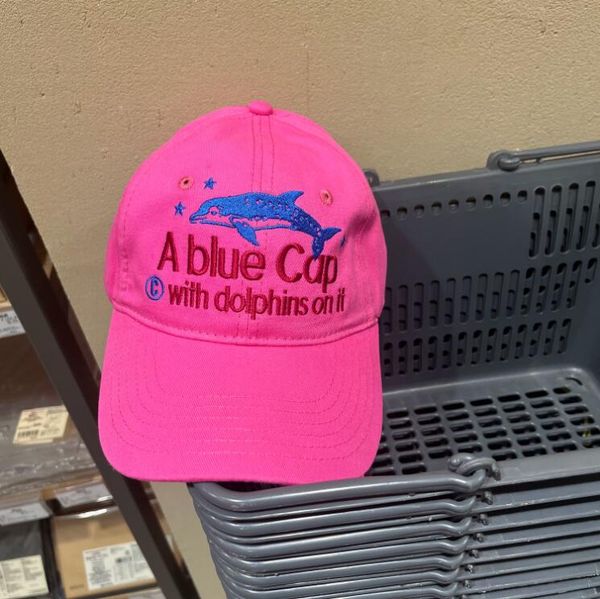 A blue Cap
© with dolphins on it